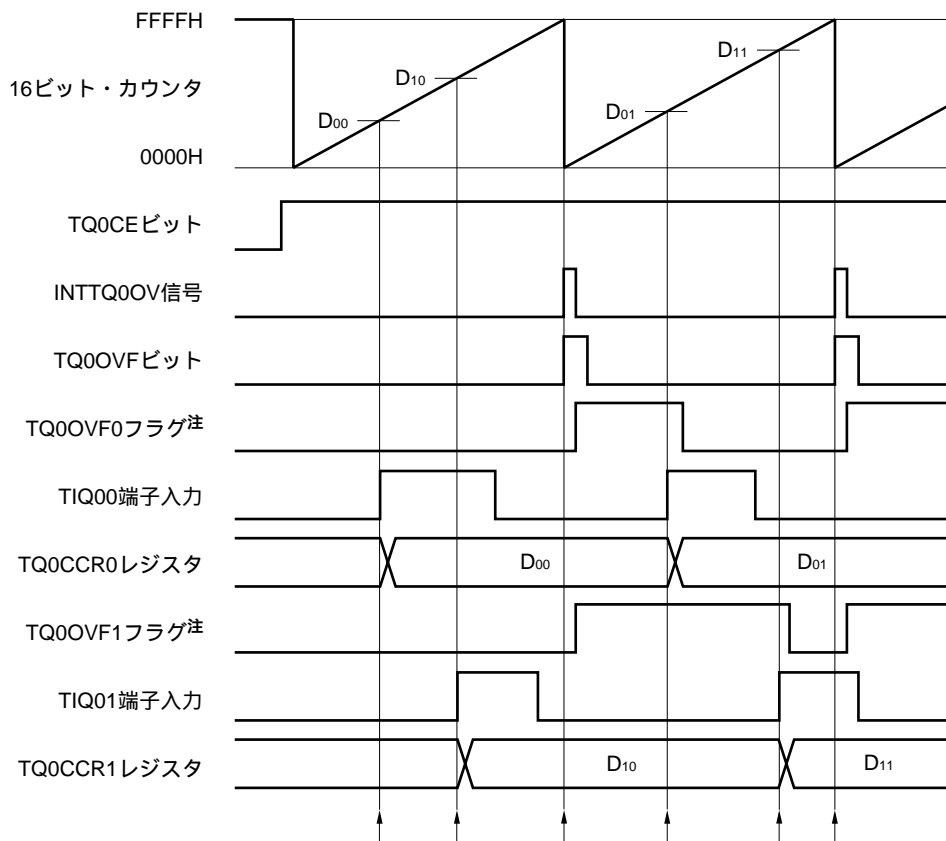 FFFFH
16ビット・カウンタ
0000H
D10
D00
D11
D01
TQ0CEビット
INTTQ0OV信号
TQ0OVFビット
TQ0OVF0フラグ注
TIQ00端子入力
TQ0CCR0レジスタ
D00
D01
TQ0OVF1フラグ注
TIQ01端子入力
TQ0CCR1レジスタ
D10
D11